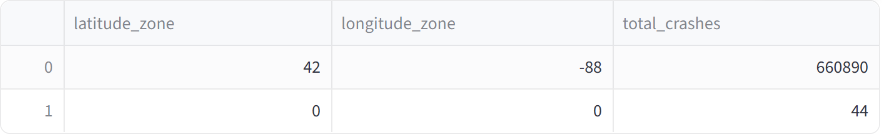 latitude_zone longitude_zone total_crashes
0 42 -88 660890
1 0 0 44